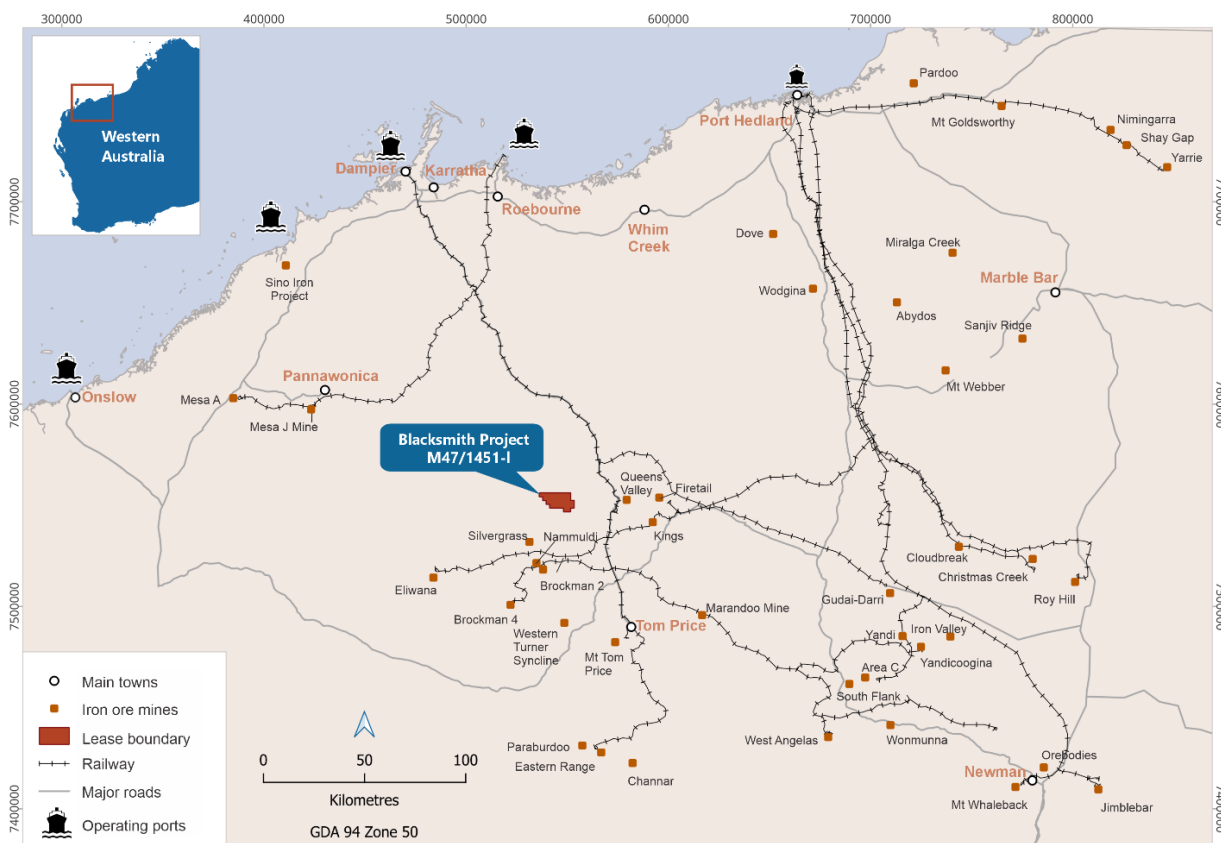 300000
400000
500000
600000
700000
800000
Western
Australia
Pardoo
Port Hedland
Mt Goldsworthy
Nimingarra
Shay Gap
Yarrie
Dampier
Karratha
Roebourne
7700000
7700000
Whim
Creek
Dove
Miralga Creek
Sino Iron
Project
Wodgina
Marble Bar
Abydos
Sanjiv Ridge
Onslow
Pannawonica
Mt Webber
Mesa A
7600000
7600000
Mesa J Mine
Blacksmith Project
M47/1451-I
Queens
Valley
Firetail
Silvergrass
Nammuldi
Kings
Cloudbreak
Christmas Creek
Eliwana
Brockman 2
Roy Hill
Gudai-Darri
7500000
7500000
Brockman 4
Marandoo Mine
Western
Turner
Syncline
Tom Price
Mt Tom
Price
Yandi
Iron Valley
Yandicoogina
Area C
South Flank
Main towns
Iron ore mines
Lease boundary
Railway
Major roads
Operating ports
0
50
100
Kilometres
GDA 94 Zone 50
Paraburdoo
Eastern Range
Channar
West Angelas
Wonmunna
Orebodies
Newman
Mt Whaleback
Jimblebar
7400000
7400000